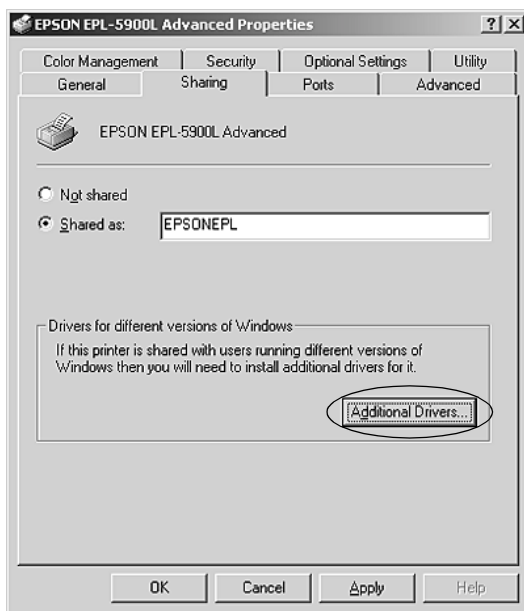 EPSON EPL-5900L Advanced Properties ? X
Color Management Security Optional Settings Utility
General Sharing Ports Advanced
EPSON EPL-5900L Advanced
Not shared
Shared as: EPSONEPL
Drivers for different versions of Windows
If this printer is shared with users running different versions of
Windows then you will need to install additional drivers for it.
Additional Drivers...
OK Cancel Apply Help